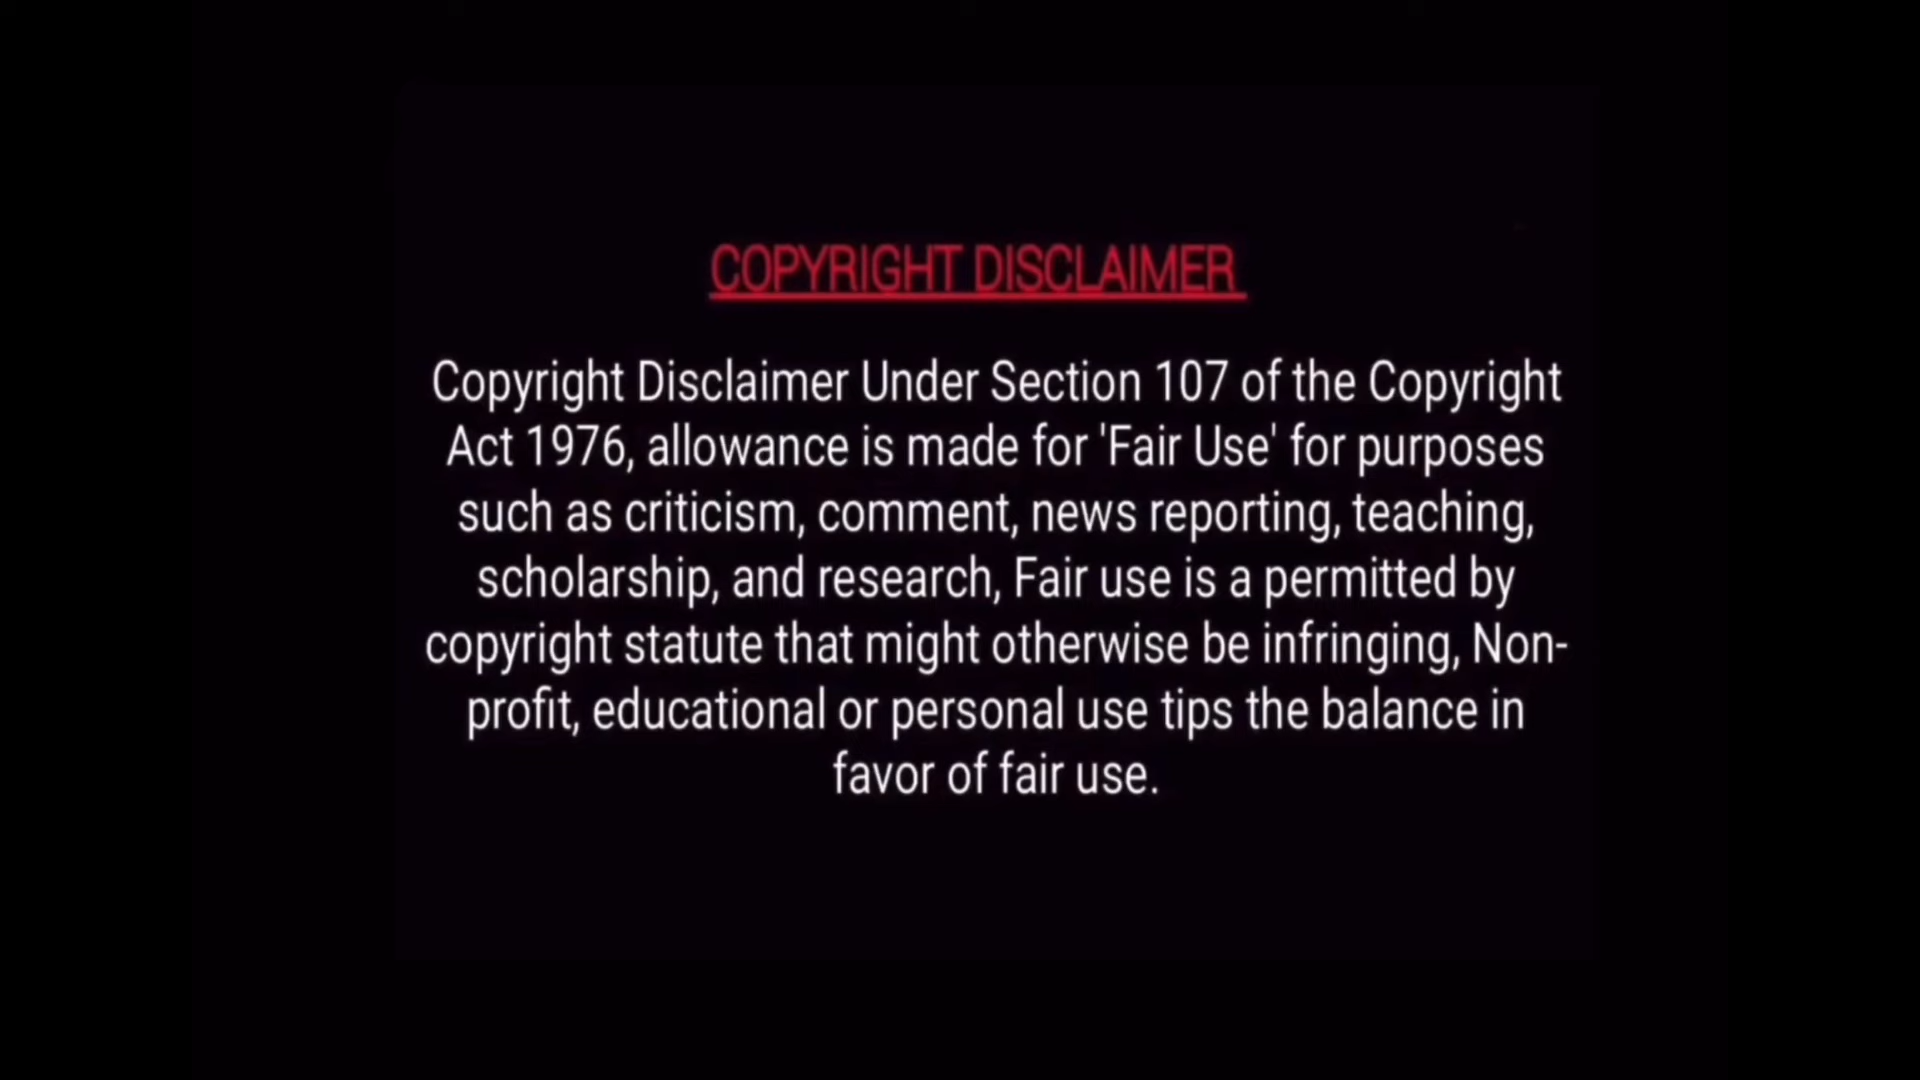 COPYRIGHT DISCLAIMER
Copyright Disclaimer Under Section 107 of the Copyright
Act 1976, allowance is made for 'Fair Use' for purposes
such as criticism, comment, news reporting, teaching,
scholarship, and research, Fair use is a permitted by
copyright statute that might otherwise be infringing, Non-
profit, educational or personal use tips the balance in
favor of fair use.